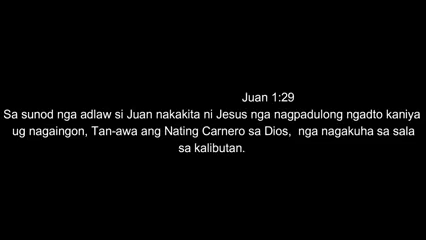 Juan 1:29
Sa sunod nga adlaw si Juan nakakita ni Jesus nga nagpadulong ngadto kaniya
ug nagaingon, Tan-awa ang Nating Carnero sa Dios,  nga nagakuha sa sala
sa kalibutan.